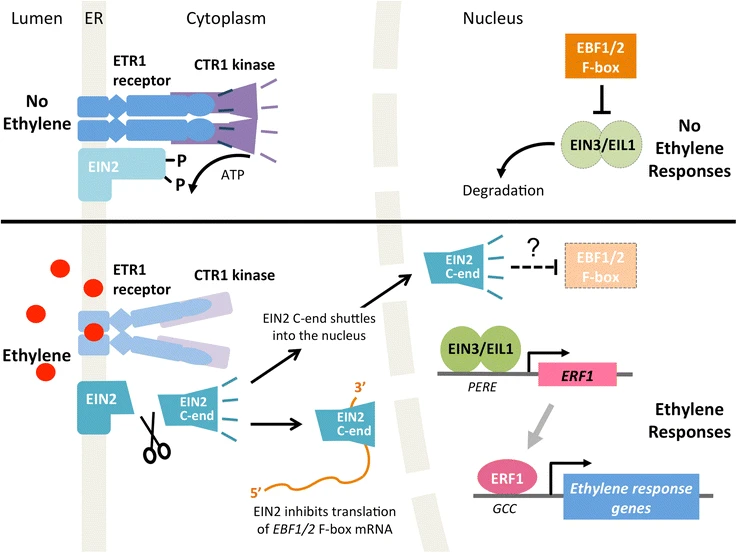 Lumen
ER
Cytoplasm
Nucleus
ETR1
receptor
CTR1 kinase
No
Ethylene
EIN2
P
P
ATP
EBF1/2
F-box
EIN3/EIL1
Degradation
No
Ethylene
Responses
ETR1
receptor
CTR1 kinase
Ethylene
EIN2
EIN2
C-end
EIN2 C-end shuttles
into the nucleus
EIN2
C-end
?
EBF1/2
F-box
3’
EIN2
C-end
5’
EIN2 inhibits translation
of EBF1/2 F-box mRNA
EIN3/EIL1
PERE
ERF1
Ethylene
Responses
ERF1
GCC
Ethylene response
genes